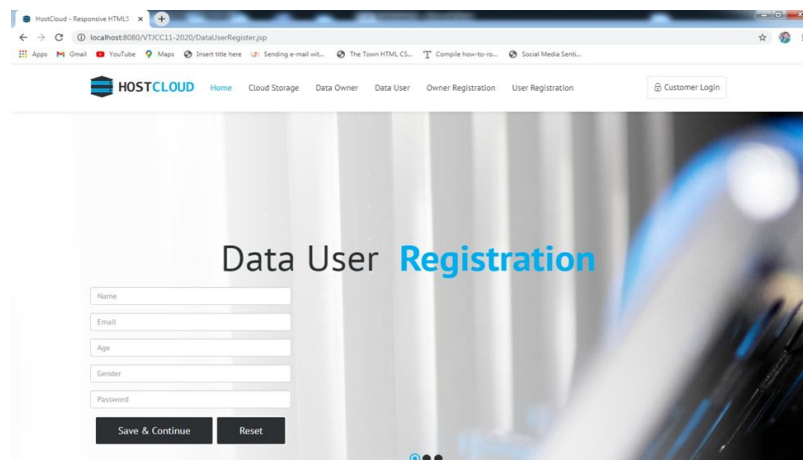 HostCloud - Responsive HTML5
localhost:8080/VTJCC11-2020/DataUserRegister.jsp
Apps Gmail YouTube Maps Insert title here Sending e-mail wit... The Town HTML CS... Compile how-to-ro... Social Media Senti...
HOSTCLOUD Home Cloud Storage Data Owner Data User Owner Registration User Registration Customer Login
Data User Registration
Name
Email
Age
Gender
Password
Save & Continue Reset